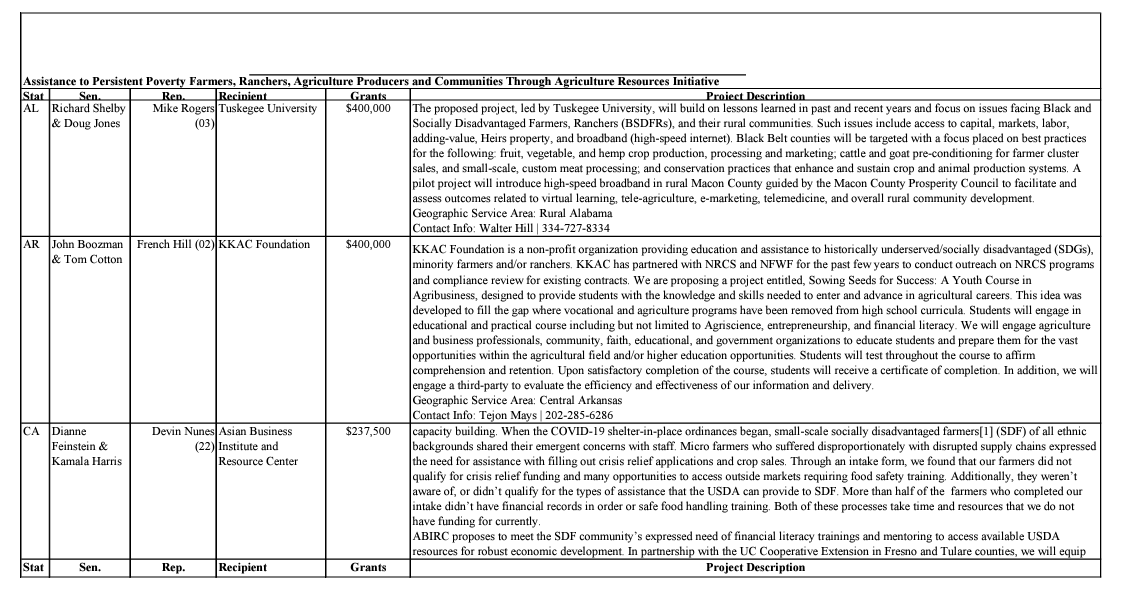 Assistance to Persistent Poverty Farmers, Ranchers, Agriculture Producers and Communities Through Agriculture Resources Initiative
Stat Sen. Rep. Recipient Grants Project Description
AL Richard Shelby Mike Rogers Tuskegee University $400,000 The proposed project, led by Tuskegee University, will build on lessons learned in past and recent years and focus on issues facing Black and
& Doug Jones (03) Socially Disadvantaged Farmers, Ranchers (BSDFRs), and their rural communities. Such issues include access to capital, markets, labor,
adding-value, Heirs property, and broadband (high-speed internet). Black Belt counties will be targeted with a focus placed on best practices
for the following: fruit, vegetable, and hemp crop production, processing and marketing; cattle and goat pre-conditioning for farmer cluster
sales, and small-scale, custom meat processing; and conservation practices that enhance and sustain crop and animal production systems. A
pilot project will introduce high-speed broadband in rural Macon County guided by the Macon County Prosperity Council to facilitate and
assess outcomes related to virtual learning, tele-agriculture, e-marketing, telemedicine, and overall rural community development.
Geographic Service Area: Rural Alabama
Contact Info: Walter Hill | 334-727-8334
AR John Boozman French Hill (02) KKAC Foundation $400,000 KKAC Foundation is a non-profit organization providing education and assistance to historically underserved/socially disadvantaged (SDGs),
& Tom Cotton minority farmers and/or ranchers. KKAC has partnered with NRCS and NFWF for the past few years to conduct outreach on NRCS programs
and compliance review for existing contracts. We are proposing a project entitled, Sowing Seeds for Success: A Youth Course in
Agribusiness, designed to provide students with the knowledge and skills needed to enter and advance in agricultural careers. This idea was
developed to fill the gap where vocational and agriculture programs have been removed from high school curricula. Students will engage in
educational and practical course including but not limited to Agriscience, entrepreneurship, and financial literacy. We will engage agriculture
and business professionals, community, faith, educational, and government organizations to educate students and prepare them for the vast
opportunities within the agricultural field and/or higher education opportunities. Students will test throughout the course to affirm
comprehension and retention. Upon satisfactory completion of the course, students will receive a certificate of completion. In addition, we will
engage a third-party to evaluate the efficiency and effectiveness of our information and delivery.
Geographic Service Area: Central Arkansas
Contact Info: Tejon Mays | 202-285-6286
CA Dianne Devin Nunes Asian Business $237,500 capacity building. When the COVID-19 shelter-in-place ordinances began, small-scale socially disadvantaged farmers[1] (SDF) of all ethnic
Feinstein & (22) Institute and backgrounds shared their emergent concerns with staff. Micro farmers who suffered disproportionately with disrupted supply chains expressed
Kamala Harris Resource Center the need for assistance with filling out crisis relief applications and crop sales. Through an intake form, we found that our farmers did not
qualify for crisis relief funding and many opportunities to access outside markets requiring food safety training. Additionally, they weren't
aware of, or didn't qualify for the types of assistance that the USDA can provide to SDF. More than half of the farmers who completed our
intake didn't have financial records in order or safe food handling training. Both of these processes take time and resources that we do not
have funding for currently.
ABIRC proposes to meet the SDF community's expressed need of financial literacy trainings and mentoring to access available USDA
resources for robust economic development. In partnership with the UC Cooperative Extension in Fresno and Tulare counties, we will equip
Stat Sen. Rep. Recipient Grants Project Description